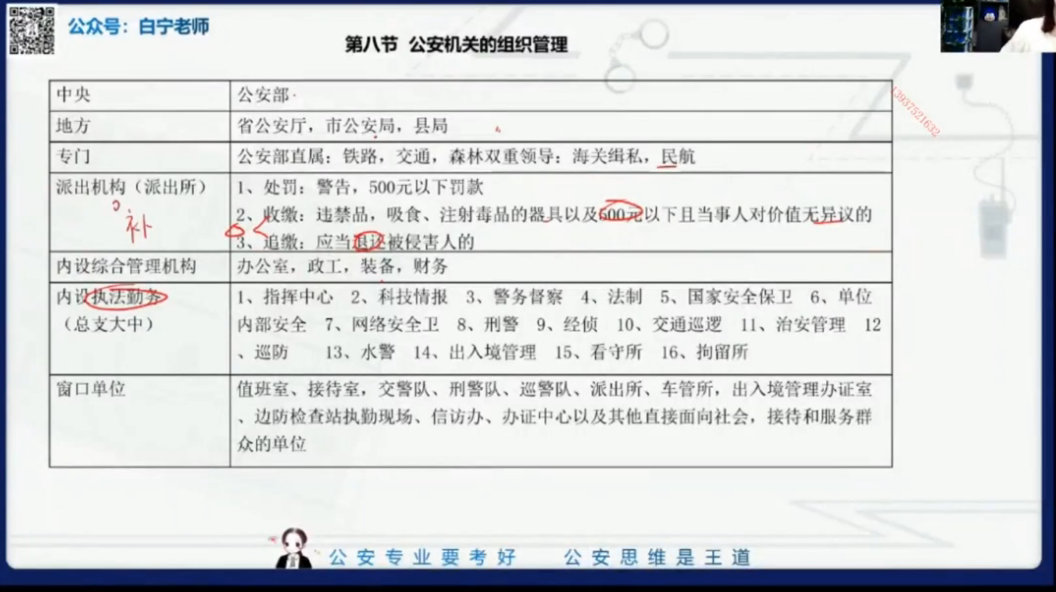 公众号：白宁老师
第八节 公安机关的组织管理
13937521632
中央 公安部
地方 省公安厅，市公安局，县局
专门 公安部直属：铁路，交通，森林双重领导：海关缉私，民航
派出机构（派出所） 1、处罚：警告，500元以下罚款
2、收缴：违禁品，吸食、注射毒品的器具以及500元以下且当事人对价值无异议的
3、追缴：应当退还被侵害人的
补
内设综合管理机构 办公室，政工，装备，财务
内设执法勤务 1、指挥中心 2、科技情报 3、警务督察 4、法制 5、国家安全保卫 6、单位
（总支大中） 内部安全 7、网络安全卫 8、刑警 9、经侦 10、交通巡逻 11、治安管理 12
、巡防 13、水警 14、出入境管理 15、看守所 16、拘留所
窗口单位 值班室、接待室，交警队、刑警队、巡警队、派出所、车管所，出入境管理办证室
、边防检查站执勤现场、信访办、办证中心以及其他直接面向社会，接待和服务群
众的单位
公安专业要考好 公安思维是王道